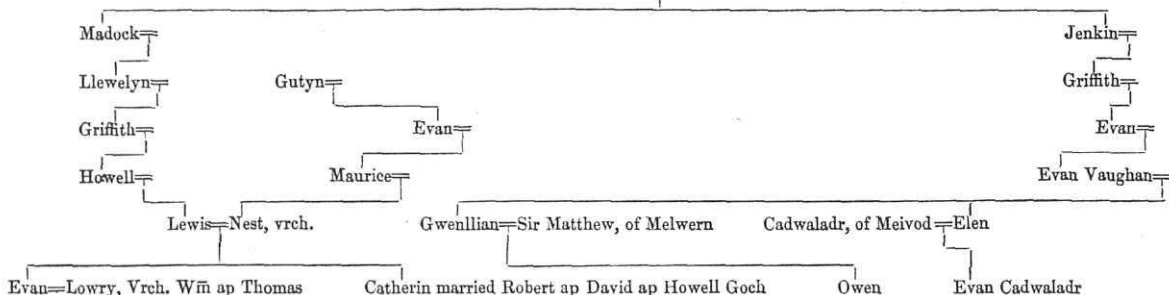 Madock= Jenkin=
Llewelyn= Gutyn= Griffith=
Griffith= Evan= Evan=
Howell= Maurice= Evan Vaughan=
Lewis=Nest, vrch. Gwenllian=Sir Matthew, of Melwern Cadwaladr, of Meivod=Elen
Evan=Lowry, Vrch. Wm̄ ap Thomas Catherin married Robert ap David ap Howell Goch Owen Evan Cadwaladr